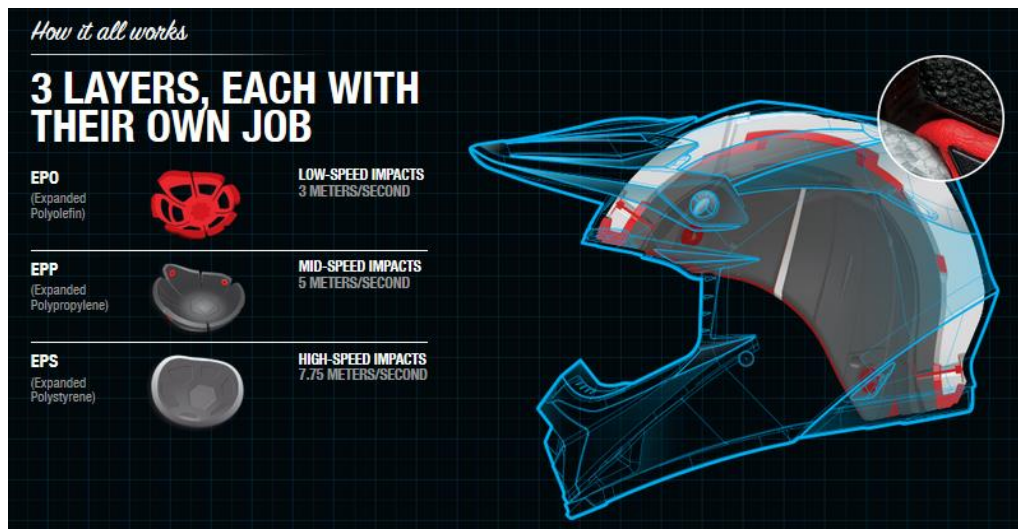 How it all works
3 LAYERS, EACH WITH
THEIR OWN JOB
EPO
(Expanded
Polyolefin)
LOW-SPEED IMPACTS
3 METERS/SECOND
EPP
(Expanded
Polypropylene)
MID-SPEED IMPACTS
5 METERS/SECOND
EPS
(Expanded
Polystyrene)
HIGH-SPEED IMPACTS
7.75 METERS/SECOND